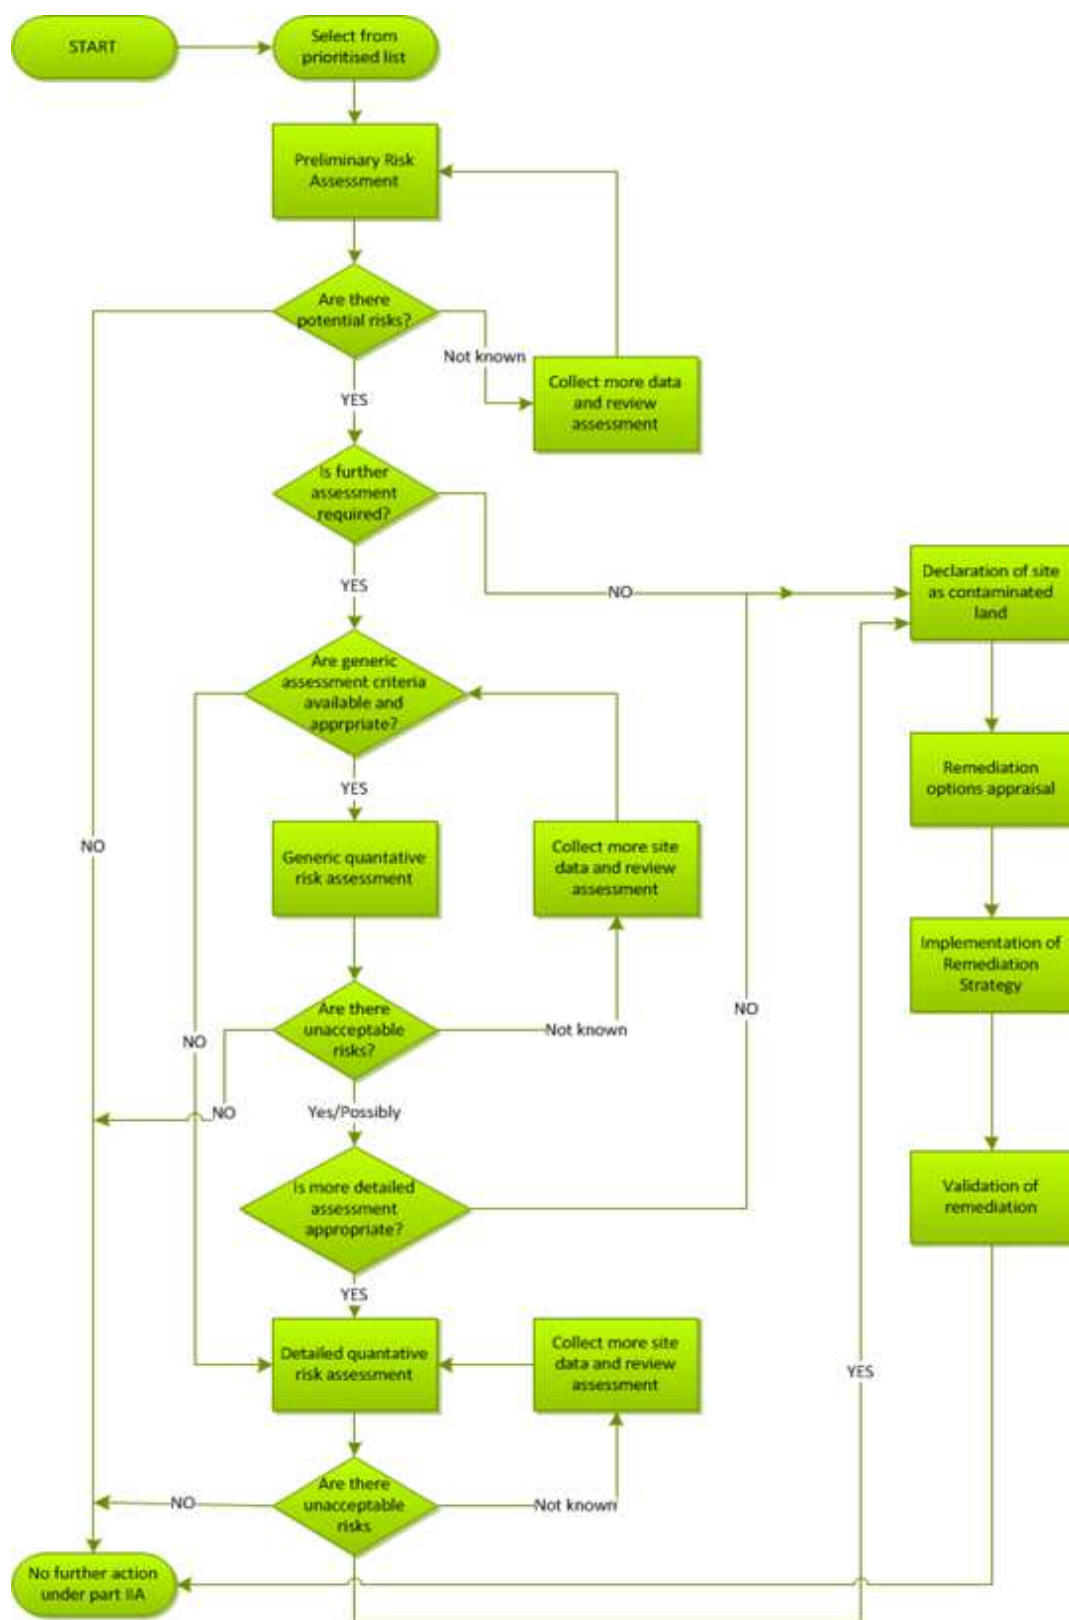 START
Select from
prioritised list
Preliminary Risk
Assessment
Are there
potential risks?
Not known
Collect more data
and review
assessment
YES
Is further
assessment
required?
NO
YES
Declaration of site
as contaminated
land
Are generic
assessment criteria
available and
apprpriate?
YES
Remediation
options appraisal
NO
Generic quantative
risk assessment
Collect more site
data and review
assessment
Implementation of
Remediation
Strategy
NO
Are there
unacceptable
risks?
Not known
NO
NO
Yes/Possibly
Is more detailed
assessment
appropriate?
Validation of
remediation
YES
Detailed quantative
risk assessment
Collect more site
data and review
assessment
YES
Are there
unacceptable
risks
NO
Not known
No further action
under part IIA